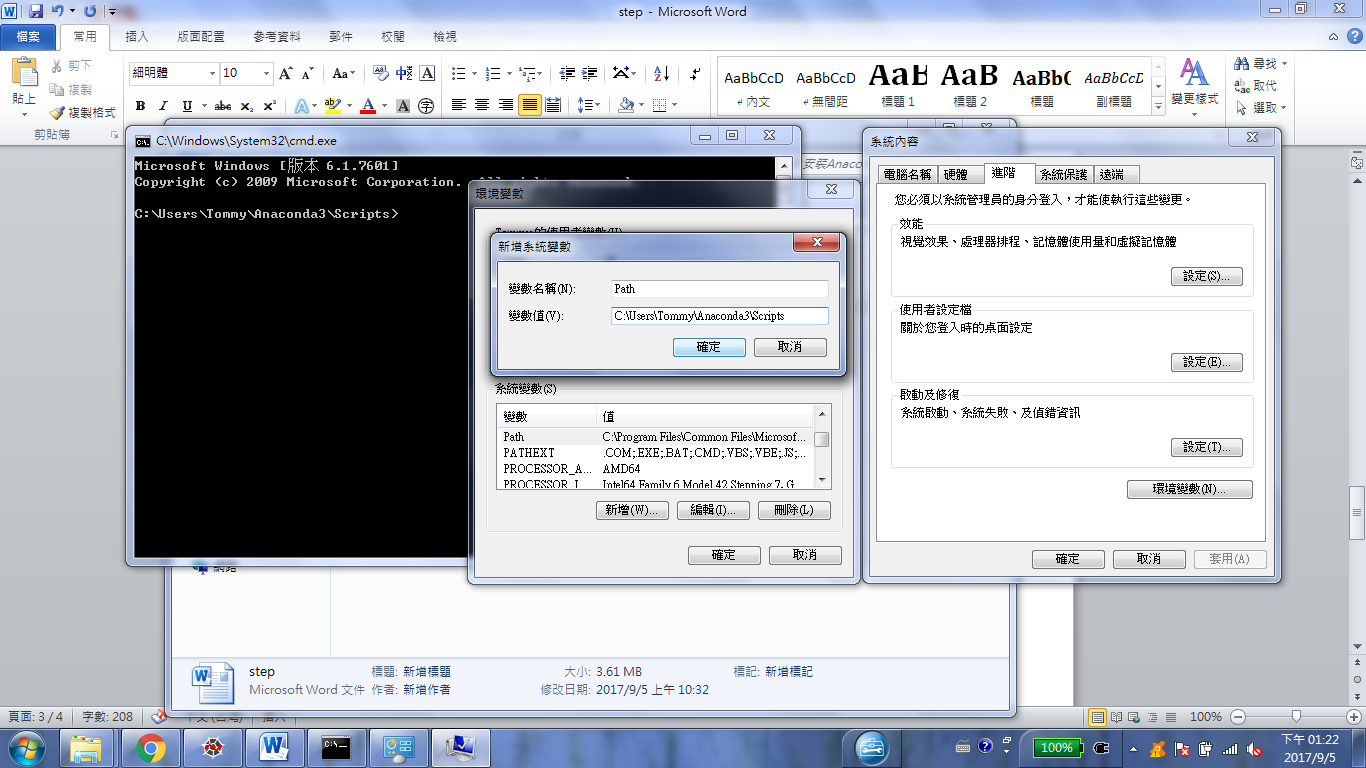 step - Microsoft Word
檔案 常用 插入 版面配置 參考資料 郵件 校閱 檢視
貼上
剪下
複製
複製格式
剪貼簿
細明體 10
AaBbCcD AaBbCcD AaB AaB AaBbC AaBbCcD
內文 無間距 標題 1 標題 2 標題 副標題
變更樣式
尋找
取代
選取
C:\Windows\System32\cmd.exe
Microsoft Windows [版本 6.1.7601]
Copyright (c) 2009 Microsoft Corporation.
C:\Users\Tommy\Anaconda3\Scripts>
環境變數
新增系統變數
變數名稱(N): Path
變數值(V): C:\Users\Tommy\Anaconda3\Scripts
確定 取消
系統變數(S)
變數 值
Path C:\Program Files\Common Files\Microsof...
PATHEXT .COM;.EXE;.BAT;.CMD;.VBS;.VBE;.JS;...
PROCESSOR_A... AMD64
PROCESSOR_I... Intel64 Family 6 Model 42 Stepping 7, G...
新增(W)... 編輯(I)... 刪除(L)
確定 取消
系統內容
電腦名稱 硬體 進階 系統保護 遠端
您必須以系統管理員的身分登入，才能使執行這些變更。
效能
視覺效果、處理器排程、記憶體使用量和虛擬記憶體
設定(S)...
使用者設定檔
關於您登入時的桌面設定
設定(E)...
啟動及修復
系統啟動、系統失敗、及偵錯資訊
設定(T)...
環境變數(N)...
確定 取消 套用(A)
網路
step 標題: 新增標題 大小: 3.61 MB 標記: 新增標記
Microsoft Word 文件 作者: 新增作者 修改日期: 2017/9/5 上午 10:32
頁面: 3 / 4 字數: 208 中文 (台灣) 插入 100%
100% 下午 01:22
2017/9/5